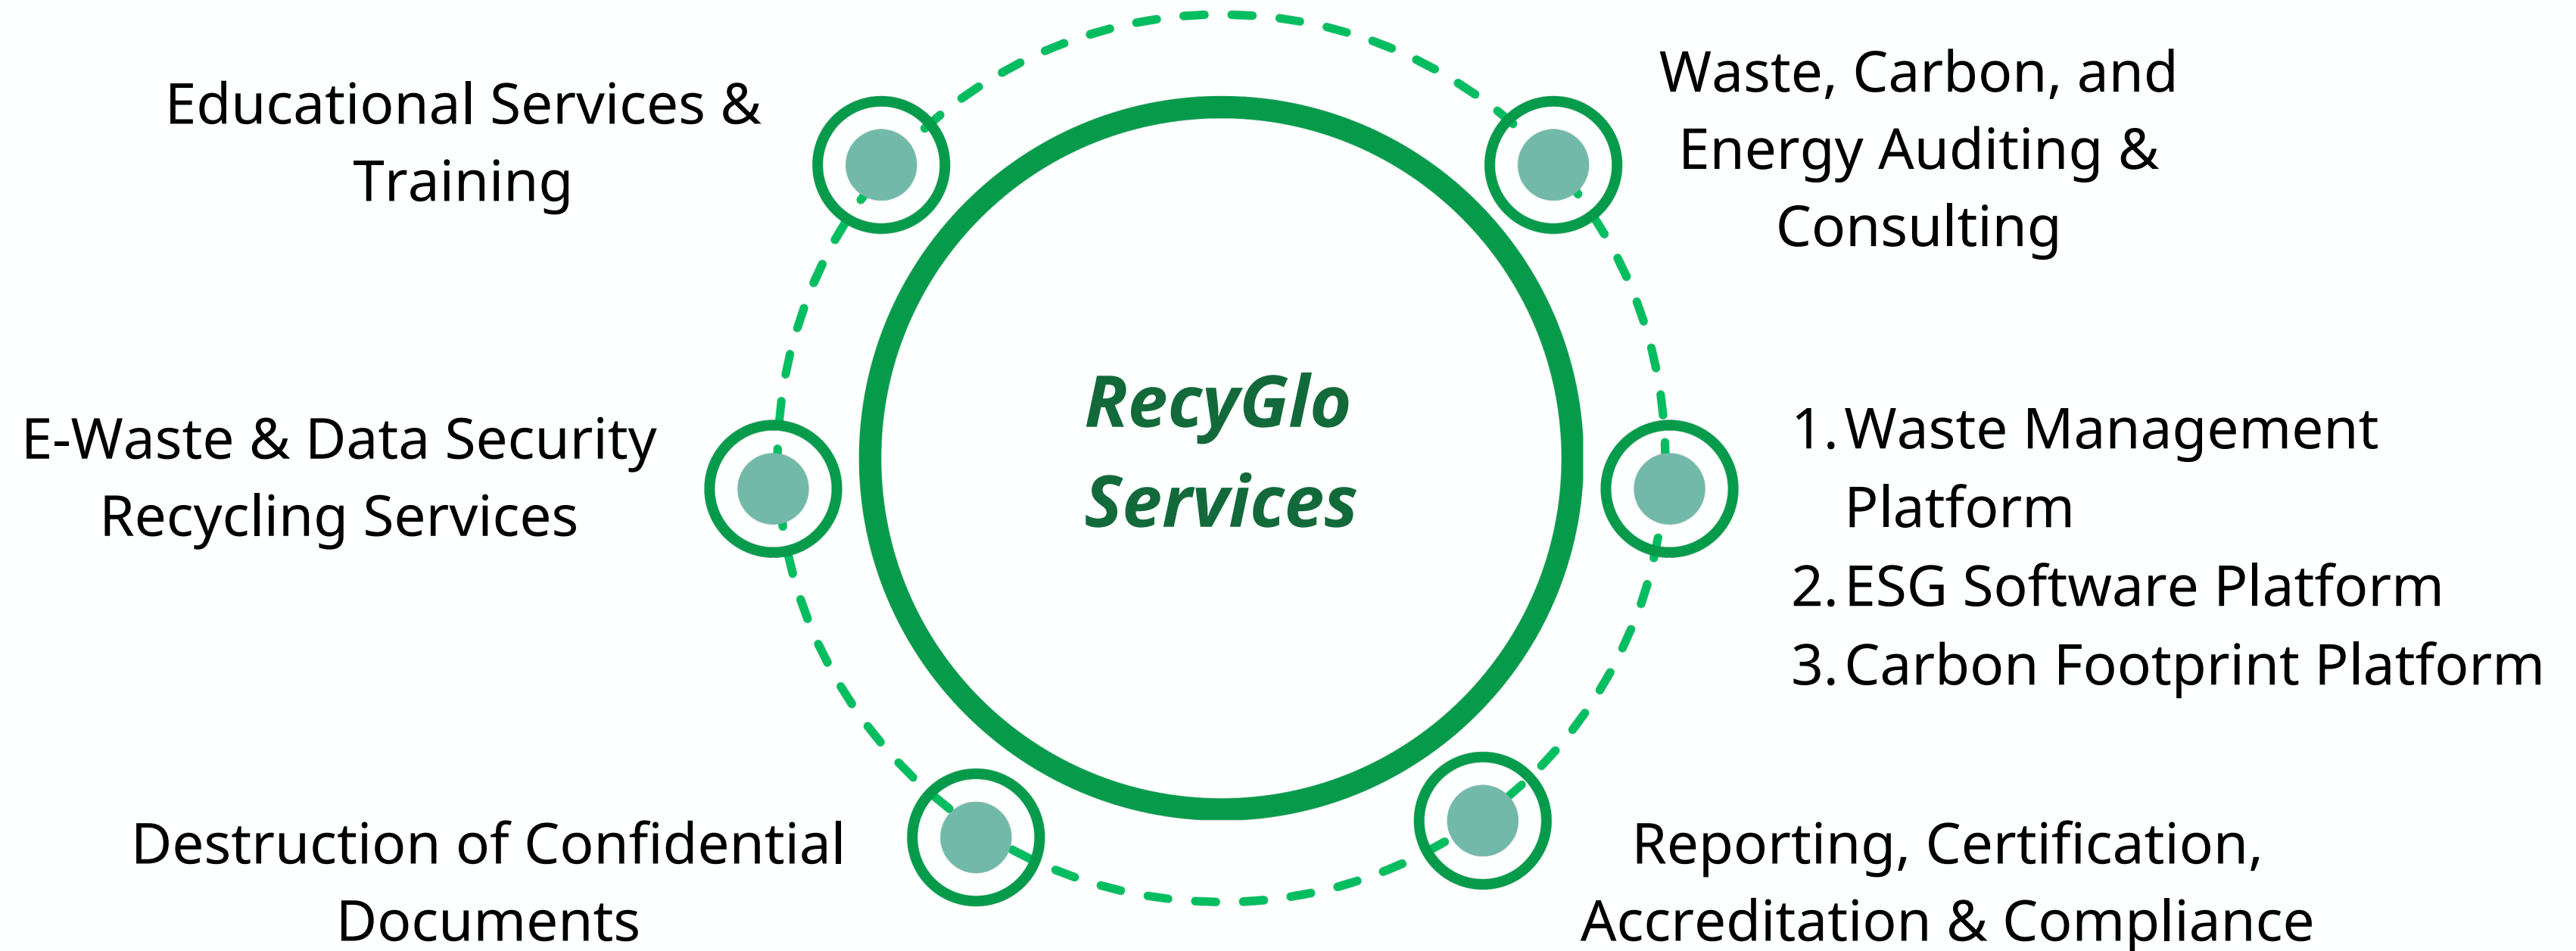 Educational Services &
Training
Waste, Carbon, and
Energy Auditing &
Consulting
RecyGlo
Services
E-Waste & Data Security
Recycling Services
1. Waste Management
Platform
2. ESG Software Platform
3. Carbon Footprint Platform
Destruction of Confidential
Documents
Reporting, Certification,
Accreditation & Compliance